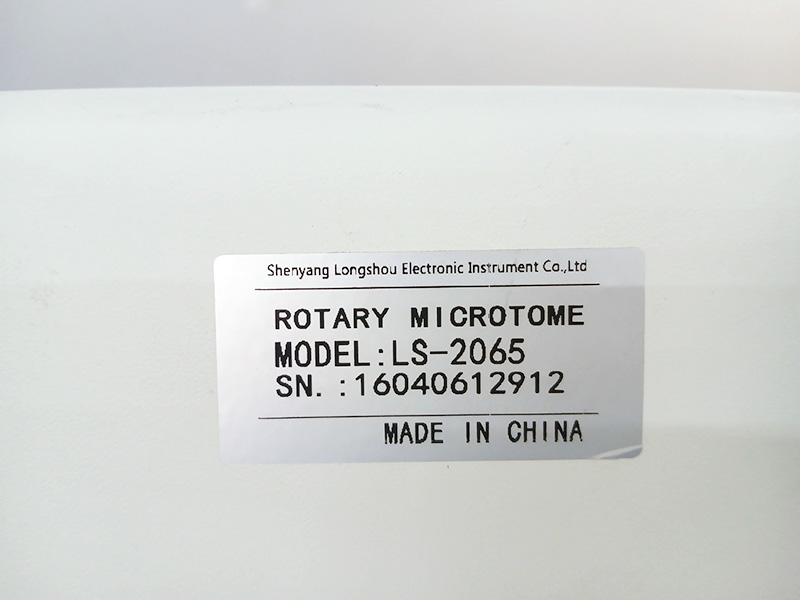 Shenyang Longshou Electronic Instrument Co.,Ltd
ROTARY MICROTOME
MODEL:LS-2065
SN.:16040612912
MADE IN CHINA